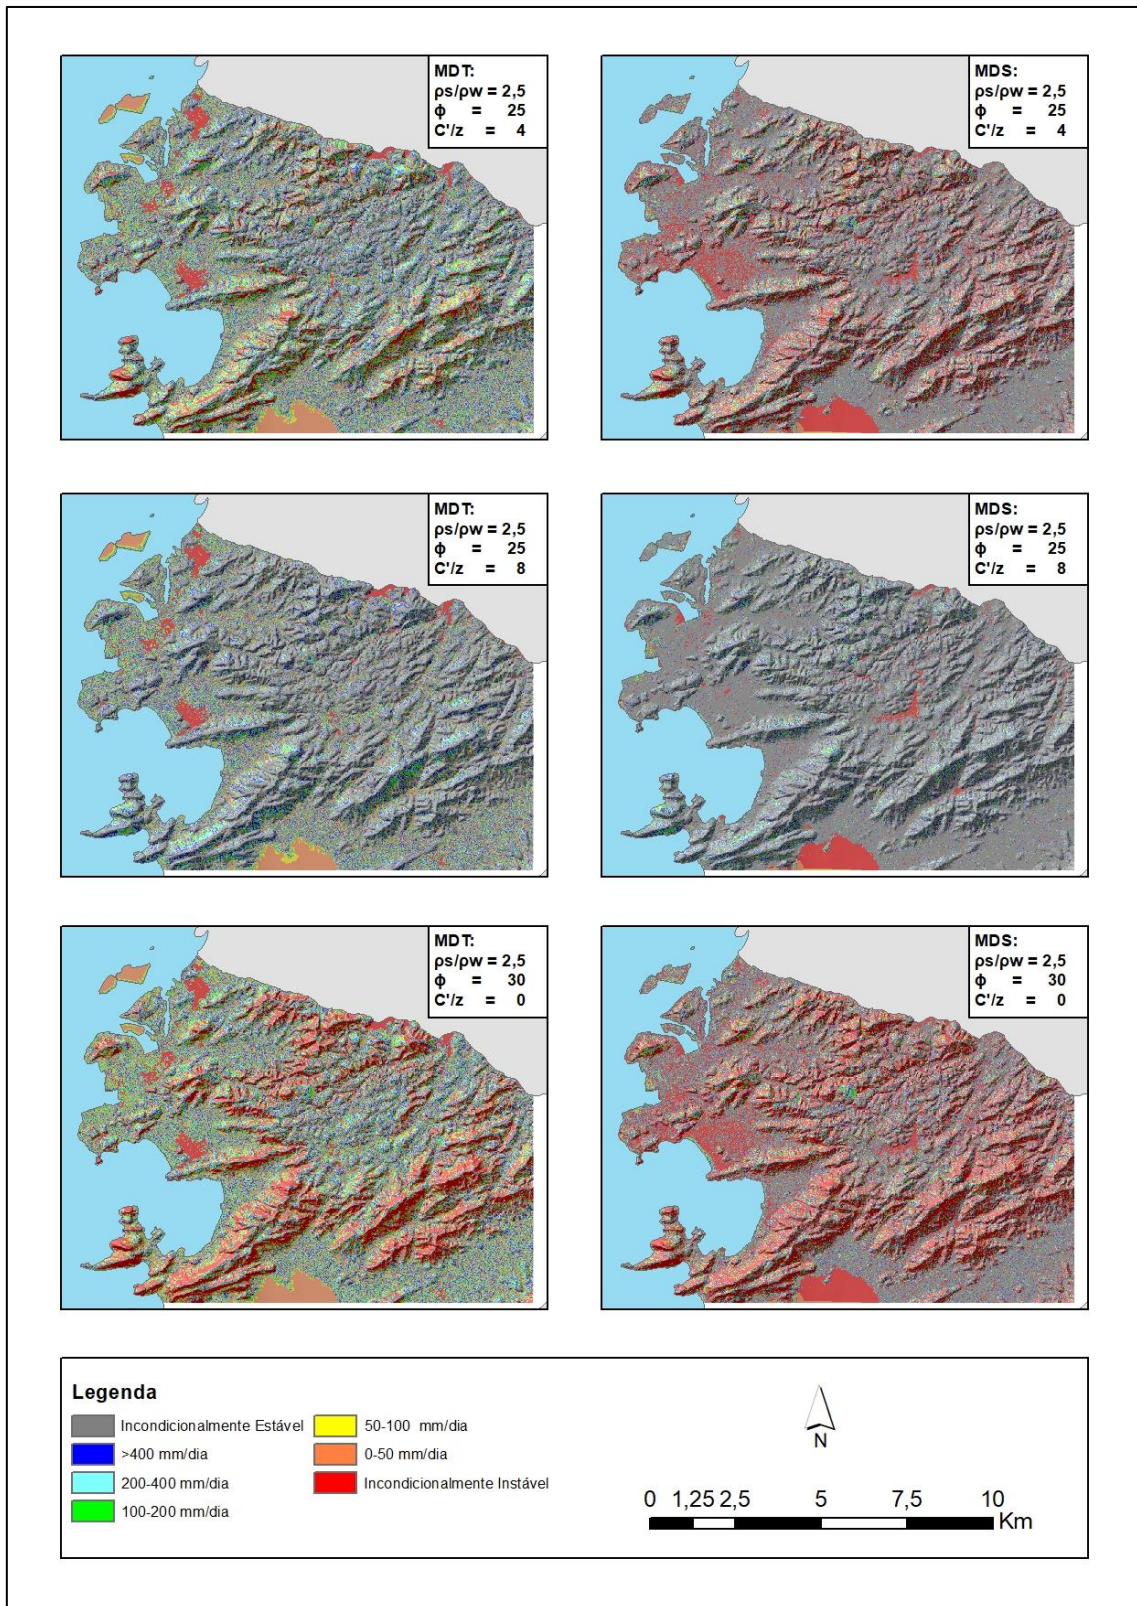 MDT:
ρs/ρw = 2,5
ϕ = 25
C'/z = 4
MDS:
ρs/ρw = 2,5
ϕ = 25
C'/z = 4
MDT:
ρs/ρw = 2,5
ϕ = 25
C'/z = 8
MDS:
ρs/ρw = 2,5
ϕ = 25
C'/z = 8
MDT:
ρs/ρw = 2,5
ϕ = 30
C'/z = 0
MDS:
ρs/ρw = 2,5
ϕ = 30
C'/z = 0
Legenda
Incondicionalmente Estável
>400 mm/dia
200-400 mm/dia
100-200 mm/dia
50-100 mm/dia
0-50 mm/dia
Incondicionalmente Instável
N
0 1,25 2,5 5 7,5 10
Km